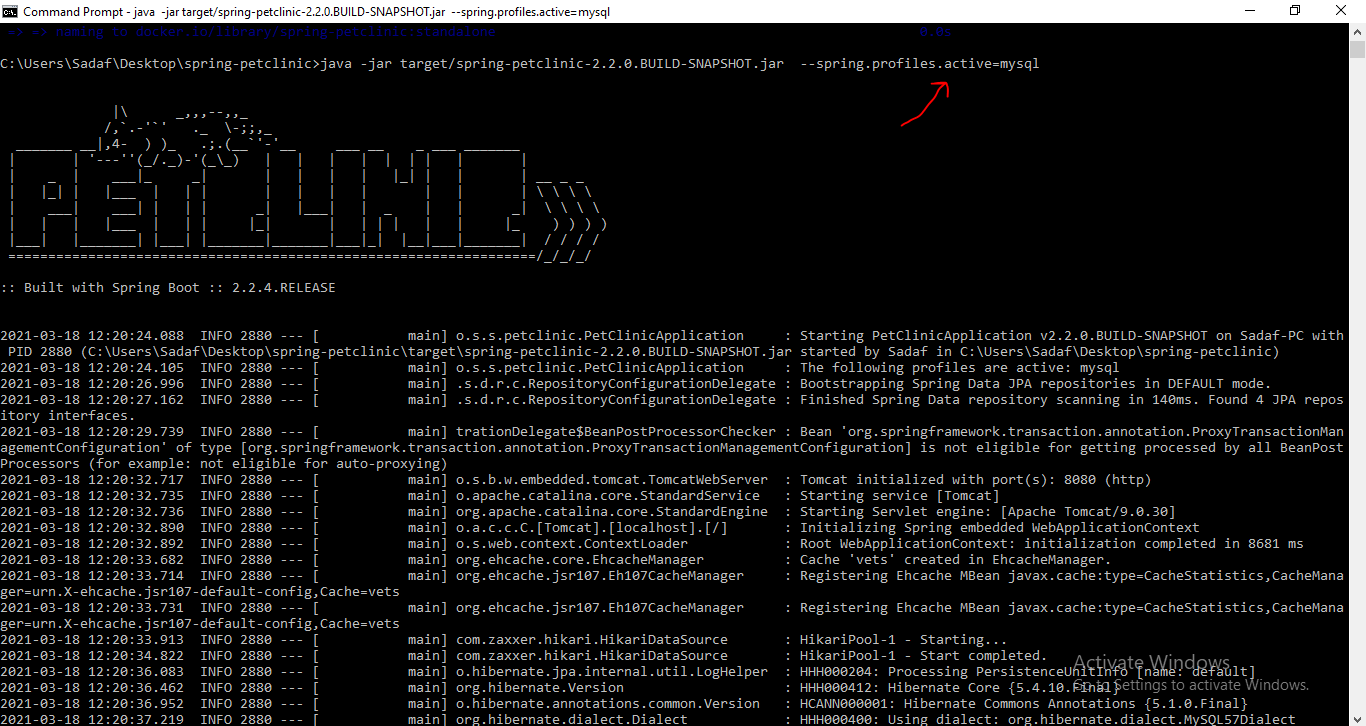 Command Prompt - java -jar target/spring-petclinic-2.2.0.BUILD-SNAPSHOT.jar --spring.profiles.active=mysql
=> => naming to docker.io/library/spring-petclinic:standalone 0.0s
C:\Users\Sadaf\Desktop\spring-petclinic>java -jar target/spring-petclinic-2.2.0.BUILD-SNAPSHOT.jar  --spring.profiles.active=mysql
PETCLINIC
:: Built with Spring Boot :: 2.2.4.RELEASE
2021-03-18 12:20:24.088  INFO 2880 --- [           main] o.s.s.petclinic.PetClinicApplication     : Starting PetClinicApplication v2.2.0.BUILD-SNAPSHOT on Sadaf-PC with
 PID 2880 (C:\Users\Sadaf\Desktop\spring-petclinic\target\spring-petclinic-2.2.0.BUILD-SNAPSHOT.jar started by Sadaf in C:\Users\Sadaf\Desktop\spring-petclinic)
2021-03-18 12:20:24.105  INFO 2880 --- [           main] o.s.s.petclinic.PetClinicApplication     : The following profiles are active: mysql
2021-03-18 12:20:26.996  INFO 2880 --- [           main] .s.d.r.c.RepositoryConfigurationDelegate : Bootstrapping Spring Data JPA repositories in DEFAULT mode.
2021-03-18 12:20:27.162  INFO 2880 --- [           main] .s.d.r.c.RepositoryConfigurationDelegate : Finished Spring Data repository scanning in 140ms. Found 4 JPA repos
itory interfaces.
2021-03-18 12:20:29.739  INFO 2880 --- [           main] trationDelegate$BeanPostProcessorChecker : Bean 'org.springframework.transaction.annotation.ProxyTransactionMan
agementConfiguration' of type [org.springframework.transaction.annotation.ProxyTransactionManagementConfiguration] is not eligible for getting processed by all BeanPost
Processors (for example: not eligible for auto-proxying)
2021-03-18 12:20:32.717  INFO 2880 --- [           main] o.s.b.w.embedded.tomcat.TomcatWebServer  : Tomcat initialized with port(s): 8080 (http)
2021-03-18 12:20:32.735  INFO 2880 --- [           main] o.apache.catalina.core.StandardService   : Starting service [Tomcat]
2021-03-18 12:20:32.736  INFO 2880 --- [           main] org.apache.catalina.core.StandardEngine  : Starting Servlet engine: [Apache Tomcat/9.0.30]
2021-03-18 12:20:32.890  INFO 2880 --- [           main] o.a.c.c.C.[Tomcat].[localhost].[/]       : Initializing Spring embedded WebApplicationContext
2021-03-18 12:20:32.892  INFO 2880 --- [           main] o.s.web.context.ContextLoader            : Root WebApplicationContext: initialization completed in 8681 ms
2021-03-18 12:20:33.682  INFO 2880 --- [           main] org.ehcache.core.EhcacheManager          : Cache 'vets' created in EhcacheManager.
2021-03-18 12:20:33.714  INFO 2880 --- [           main] org.ehcache.jsr107.Eh107CacheManager     : Registering Ehcache MBean javax.cache:type=CacheStatistics,CacheMana
ger=urn.X-ehcache.jsr107-default-config,Cache=vets
2021-03-18 12:20:33.731  INFO 2880 --- [           main] org.ehcache.jsr107.Eh107CacheManager     : Registering Ehcache MBean javax.cache:type=CacheStatistics,CacheMana
ger=urn.X-ehcache.jsr107-default-config,Cache=vets
2021-03-18 12:20:33.913  INFO 2880 --- [           main] com.zaxxer.hikari.HikariDataSource       : HikariPool-1 - Starting...
2021-03-18 12:20:34.822  INFO 2880 --- [           main] com.zaxxer.hikari.HikariDataSource       : HikariPool-1 - Start completed.
2021-03-18 12:20:36.083  INFO 2880 --- [           main] o.hibernate.jpa.internal.util.LogHelper  : HHH000204: Processing PersistenceUnitInfo [name: default]
2021-03-18 12:20:36.462  INFO 2880 --- [           main] org.hibernate.Version                    : HHH000412: Hibernate Core {5.4.10.Final}
2021-03-18 12:20:36.952  INFO 2880 --- [           main] o.hibernate.annotations.common.Version   : HCANN000001: Hibernate Commons Annotations {5.1.0.Final}
2021-03-18 12:20:37.219  INFO 2880 --- [           main] org.hibernate.dialect.Dialect            : HHH000400: Using dialect: org.hibernate.dialect.MySQL57Dialect
Activate Windows
Go to Settings to activate Windows.